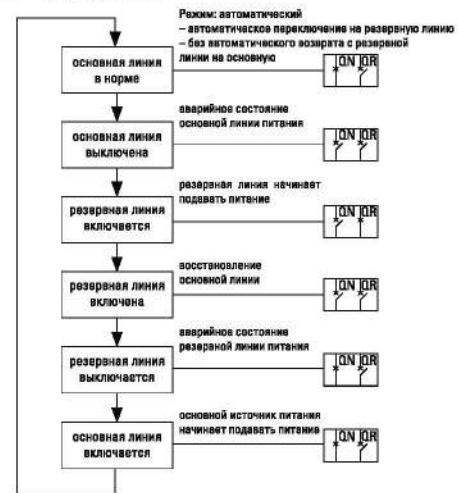 Режим: автоматический
– автоматическое переключение на резервную линию
– без автоматического возврата с резервной
линии на основную
основная линия
в норме
QN QR
аварийное состояние
основной линии питания
основная линия
выключена
QN QR
резервная линия начинает
подавать питание
резервная линия
включается
QN QR
восстановление
основной линии
резервная линия
включена
QN QR
аварийное состояние
резервной линии питания
резервная линия
выключается
QN QR
основной источник питания
начинает подавать питание
основная линия
включается
QN QR